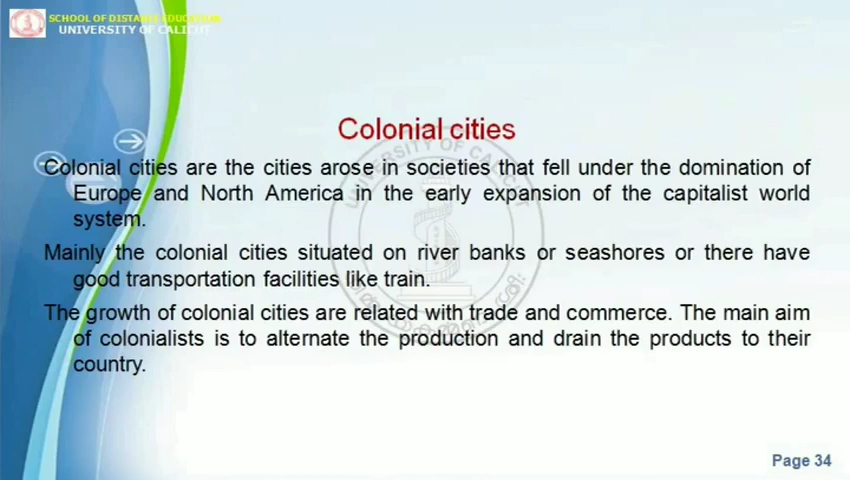 SCHOOL OF DISTANCE EDUCATION
UNIVERSITY OF CALICUT
Colonial cities
Colonial cities are the cities arose in societies that fell under the domination of
Europe and North America in the early expansion of the capitalist world
system.
Mainly the colonial cities situated on river banks or seashores or there have
good transportation facilities like train.
The growth of colonial cities are related with trade and commerce. The main aim
of colonialists is to alternate the production and drain the products to their
country.
UNIVERSITY OF CALICUT
Page 34